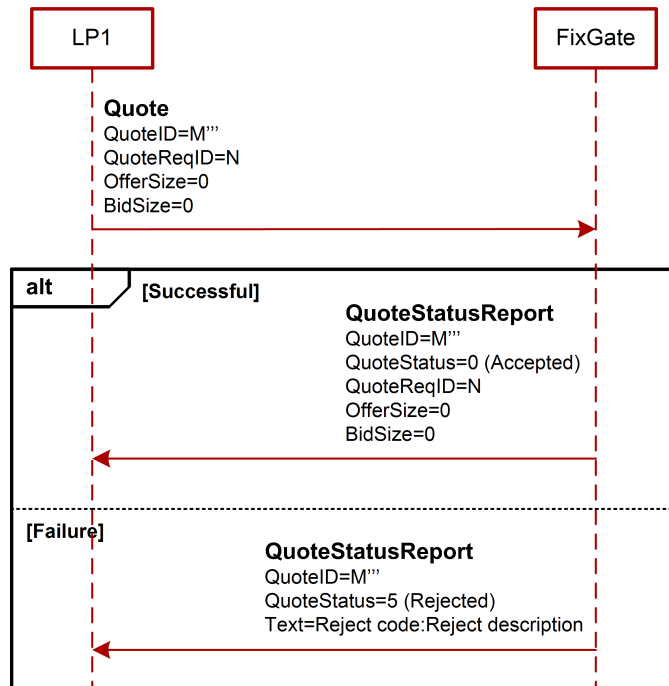 LP1
FixGate
Quote
QuoteID=M'''
QuoteReqID=N
OfferSize=0
BidSize=0
alt
[Successful]
QuoteStatusReport
QuoteID=M'''
QuoteStatus=0 (Accepted)
QuoteReqID=N
OfferSize=0
BidSize=0
[Failure]
QuoteStatusReport
QuoteID=M'''
QuoteStatus=5 (Rejected)
Text=Reject code:Reject description